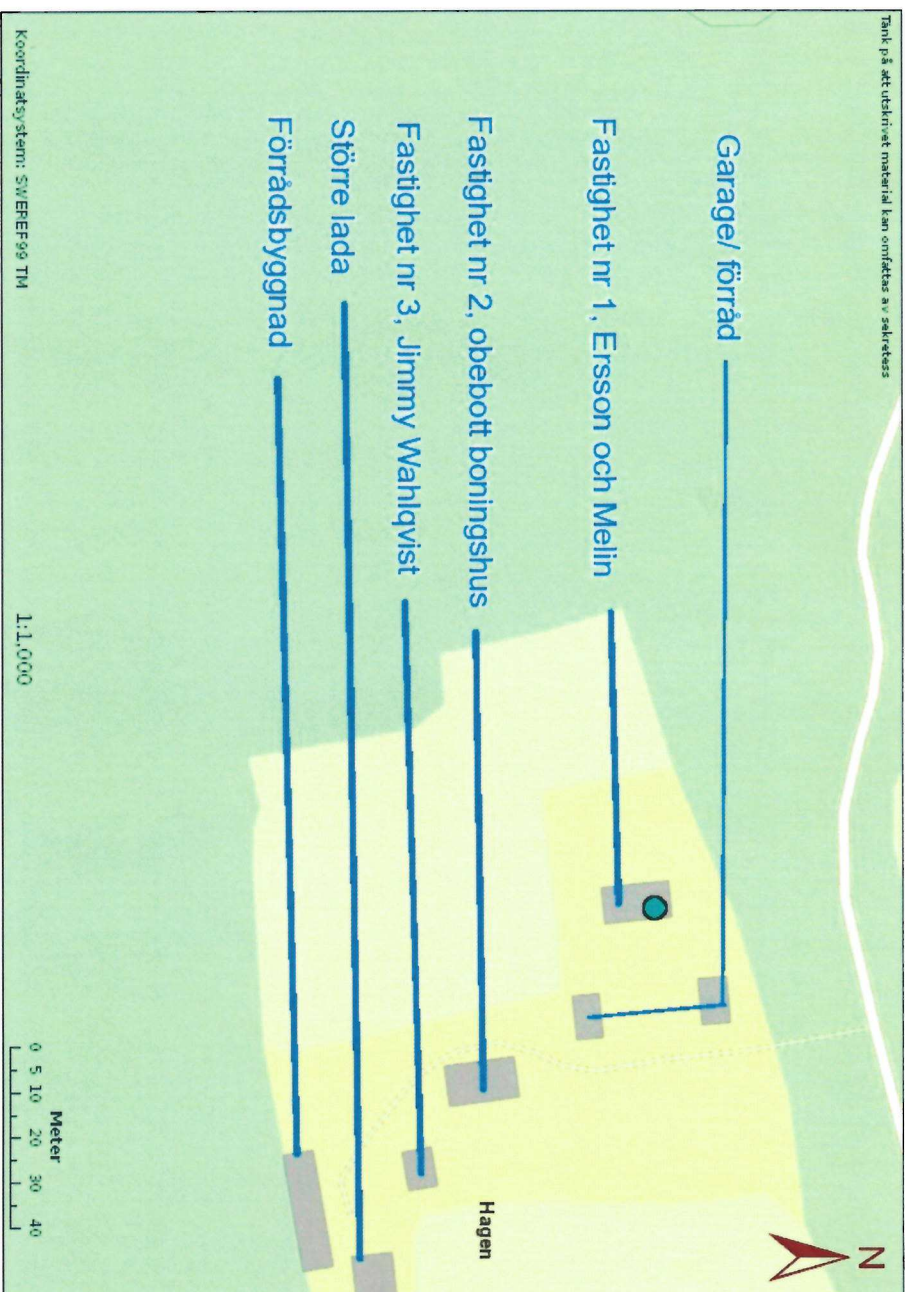 Tänk på att utskrivet material kan omfattas av sekretess
N
Garage/ förråd
Fastighet nr 1, Ersson och Melin
Fastighet nr 2, obebott boningshus
Hagen
Fastighet nr 3, Jimmy Wahlqvist
Större lada
Förrådsbyggnad
Meter
0 5 10 20 30 40
Koordinatsystem: SWEREF99 TM
1:1,000